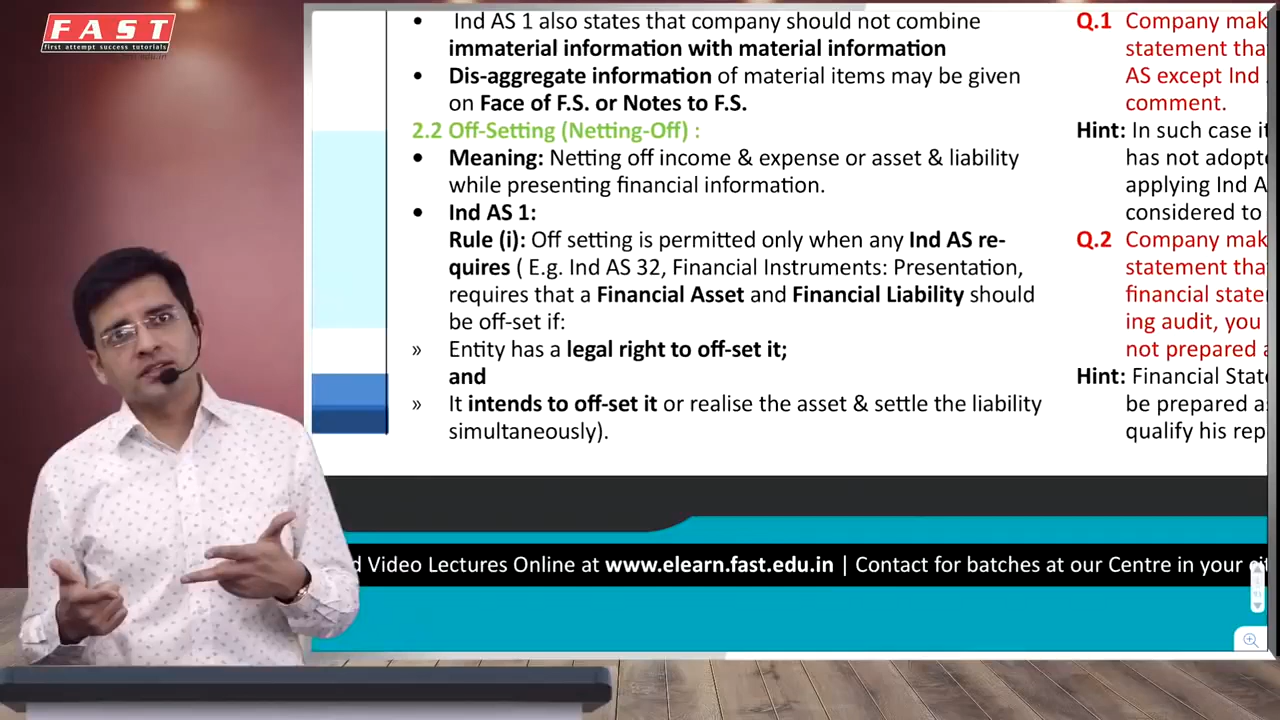 FAST
first attempt success tutorials
• Ind AS 1 also states that company should not combine
immaterial information with material information
• Dis-aggregate information of material items may be given
on Face of F.S. or Notes to F.S.
2.2 Off-Setting (Netting-Off) :
• Meaning: Netting off income & expense or asset & liability
while presenting financial information.
• Ind AS 1:
Rule (i): Off setting is permitted only when any Ind AS re-
quires ( E.g. Ind AS 32, Financial Instruments: Presentation,
requires that a Financial Asset and Financial Liability should
be off-set if:
» Entity has a legal right to off-set it;
and
» It intends to off-set it or realise the asset & settle the liability
simultaneously).
Q.1 Company mak
statement tha
AS except Ind
comment.
Hint: In such case i
has not adopt
applying Ind A
considered to
Q.2 Company mak
statement tha
financial state
ing audit, you
not prepared
Hint: Financial Stat
be prepared a
qualify his rep
d Video Lectures Online at www.elearn.fast.edu.in | Contact for batches at our Centre in your cit